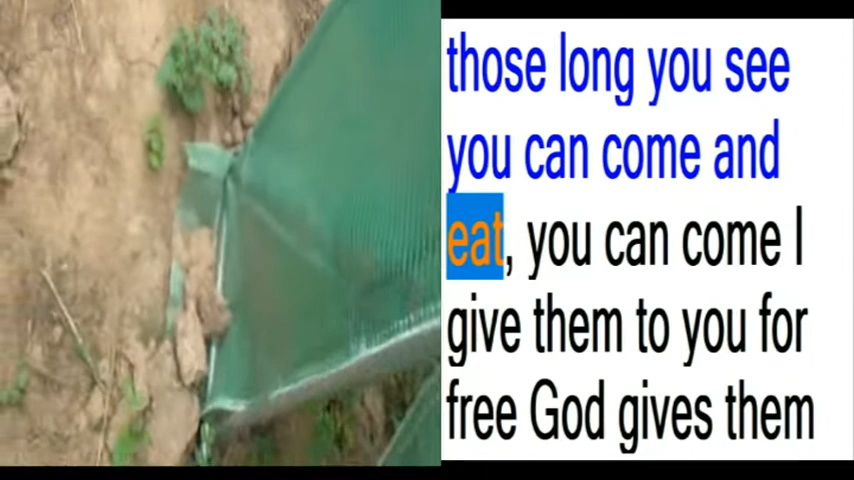 those long you see
you can come and
eat, you can come I
give them to you for
free God gives them